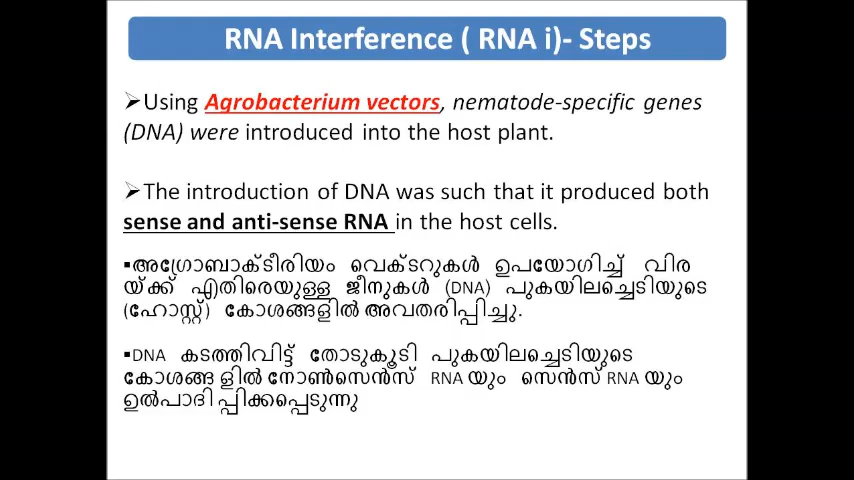 RNA Interference ( RNA i)- Steps
➢Using Agrobacterium vectors, nematode-specific genes
(DNA) were introduced into the host plant.
➢The introduction of DNA was such that it produced both
sense and anti-sense RNA in the host cells.
▪അഗ്രോബാക്ടീരിയം വെക്ടറുകൾ ഉപയോഗിച്ച് വിര
യ്ക്ക് എതിരെയുള്ള ജീനുകൾ (DNA) പുകയിലച്ചെടിയുടെ
(ഹോസ്റ്റ്) കോശങ്ങളിൽ അവതരിപ്പിച്ചു.
▪DNA കടത്തിവിട്ട് തോടുകൂടി പുകയിലച്ചെടിയുടെ
കോശങ്ങ ളിൽ നോൺസെൻസ് RNA യും സെൻസ് RNA യും
ഉൽപാദി പ്പിക്കപ്പെടുന്നു